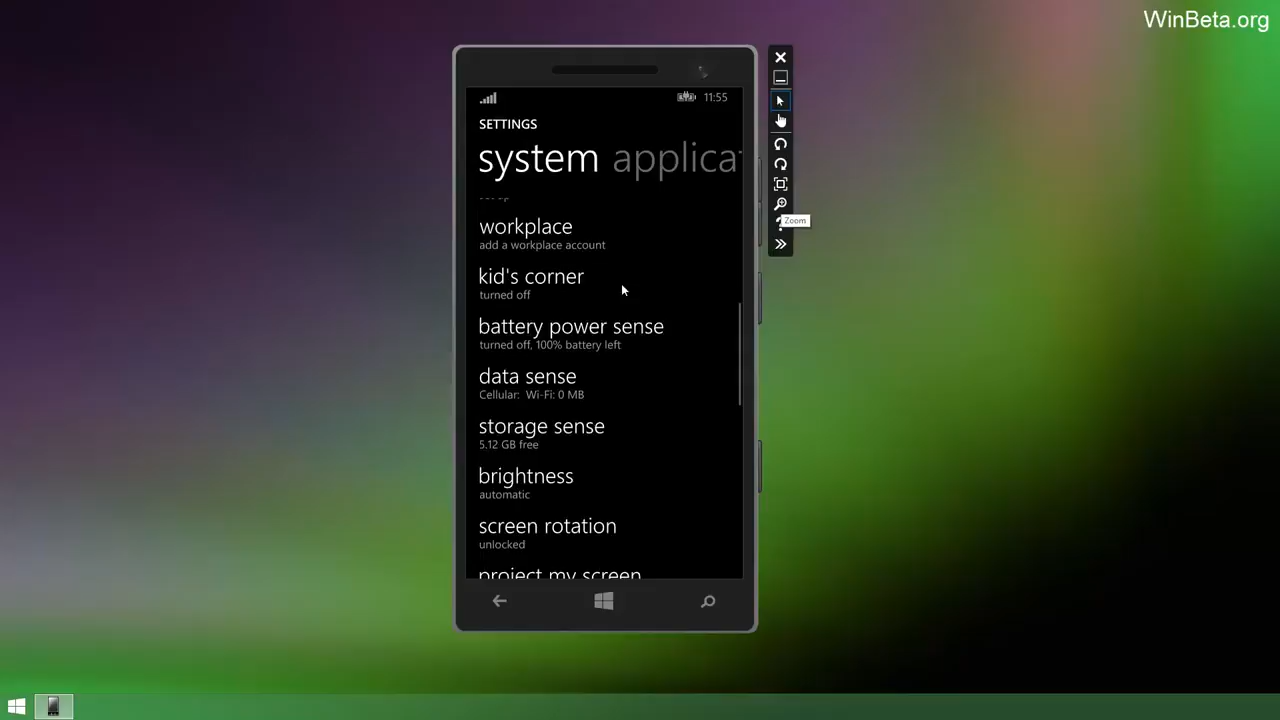 WinBeta.org
11:55
SETTINGS
system applica
workplace
add a workplace account
kid's corner
turned off
battery power sense
turned off, 100% battery left
data sense
Cellular:  Wi-Fi: 0 MB
storage sense
5.12 GB free
brightness
automatic
screen rotation
unlocked
project my screen
Zoom